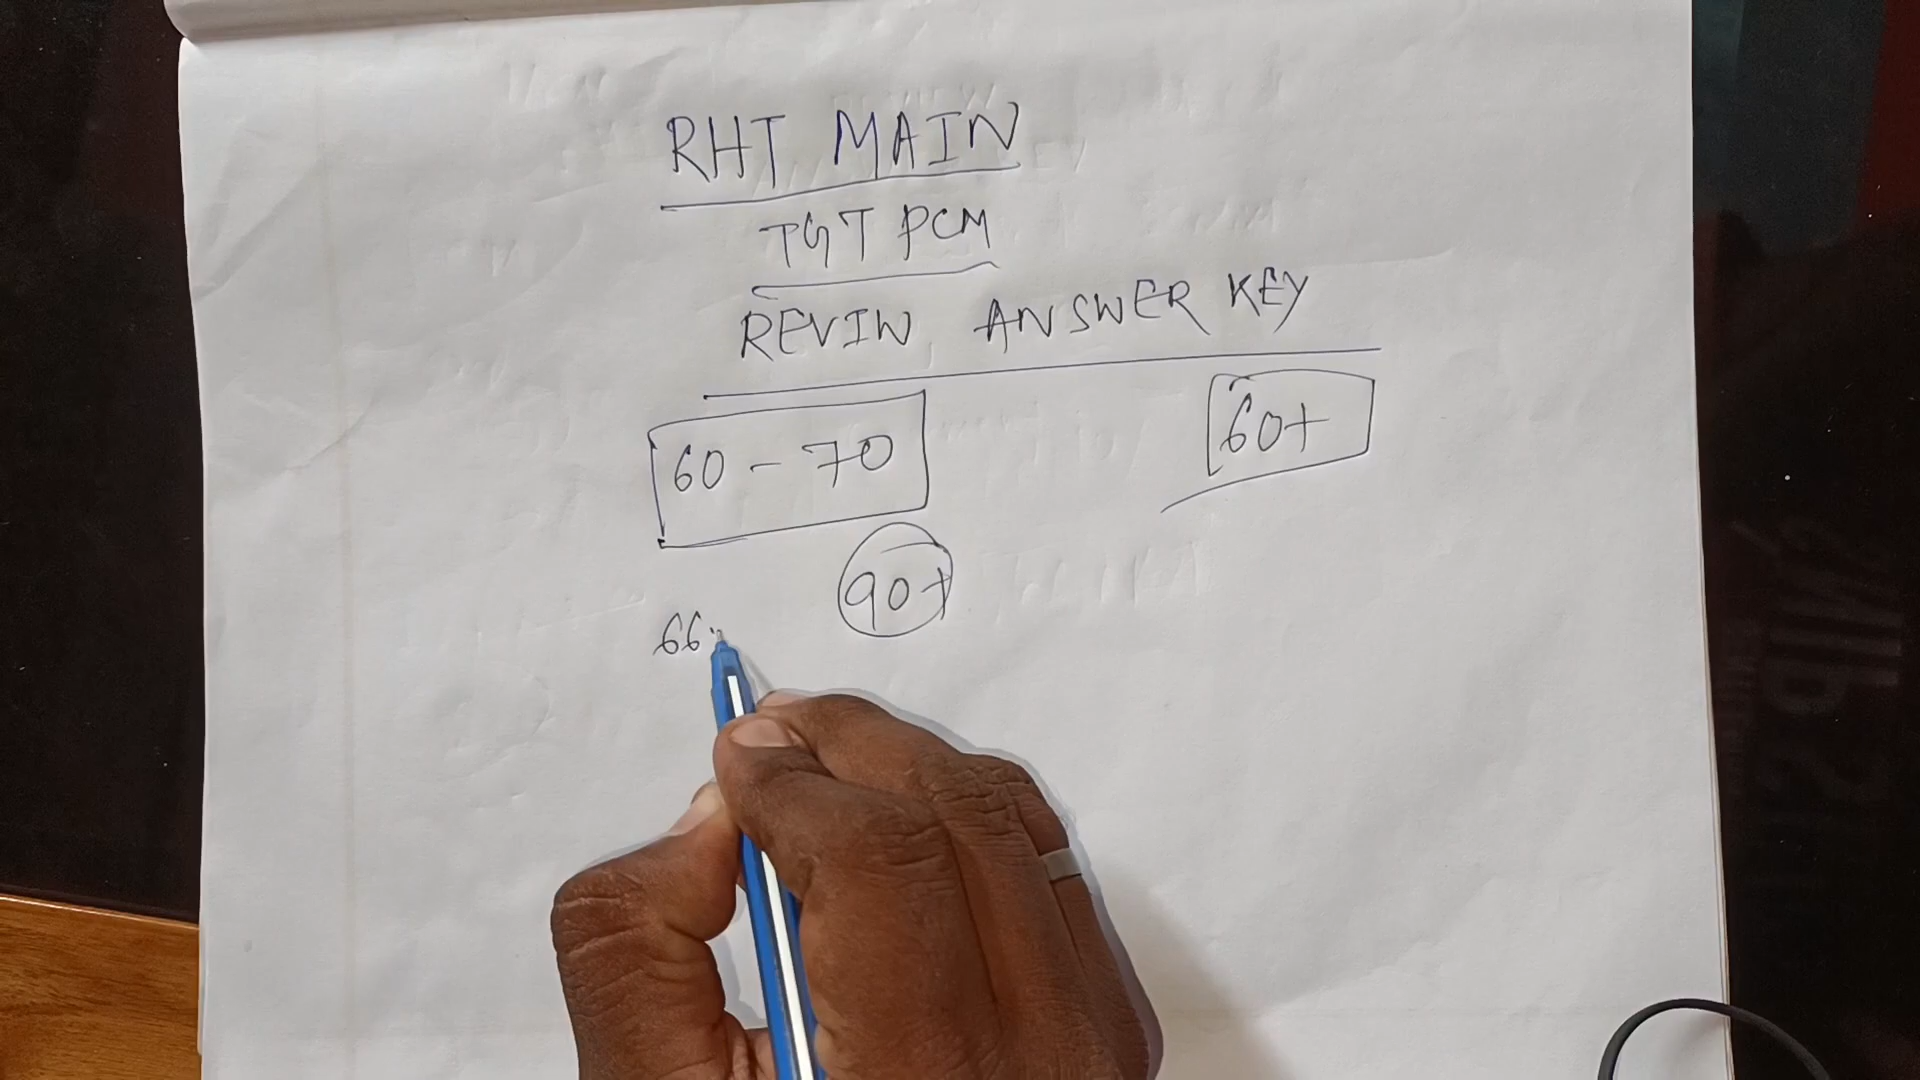 RHT MAIN
TGT PCM
REVIW ANSWER KEY
60 - 70 60+
90+
66